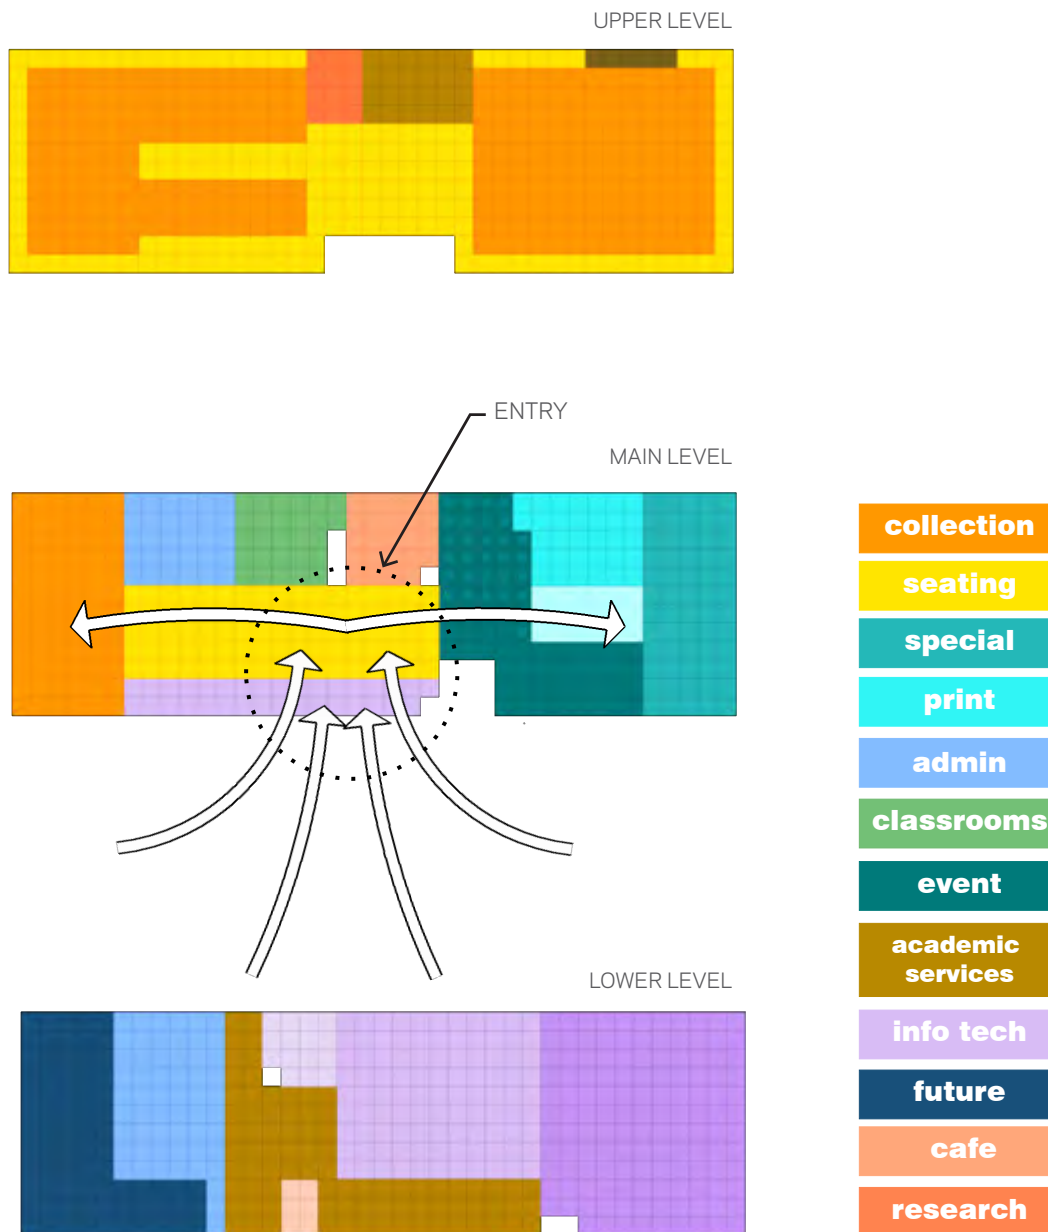 UPPER LEVEL
ENTRY
MAIN LEVEL
collection
seating
special
print
admin
classrooms
event
academic
services
LOWER LEVEL
info tech
future
cafe
research